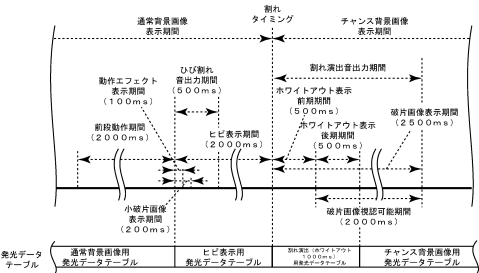 通常背景画像
表示期間
割れ
タイミング
チャンス背景画像
表示期間
ひび割れ
音出力期間
(500ms)
割れ演出音出力期間
動作エフェクト
表示期間
(100ms)
ホワイトアウト表示
前期期間
(500ms)
破片画像表示期間
(2500ms)
前段動作期間
(2000ms)
ヒビ表示期間
(2000ms)
ホワイトアウト表示
後期期間
(500ms)
小破片画像
表示期間
(200ms)
破片画像視認可能期間
(2000ms)
発光データ
テーブル
通常背景画像用
発光データテーブル
ヒビ表示用
発光データテーブル
割れ演出(ホワイトアウト
1000ms)
用発光データテーブル
チャンス背景画像用
発光データテーブル